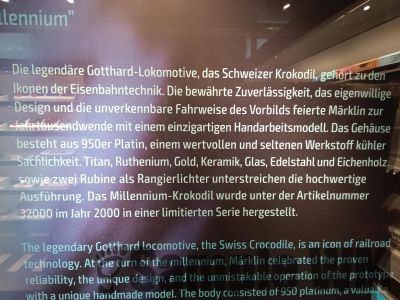 llennium"
Die legendäre Gotthard-Lokomotive, das Schweizer Krokodil, gehört zu den
Ikonen der Eisenbahntechnik. Die bewährte Zuverlässigkeit, das eigenwillige
Design und die unverkennbare Fahrweise des Vorbilds feierte Märklin zur
Jahrtausendwende mit einem einzigartigen Handarbeitsmodell. Das Gehäuse
besteht aus 950er Platin, einem wertvollen und seltenen Werkstoff kühler
Sachlichkeit. Titan, Ruthenium, Gold, Keramik, Glas, Edelstahl und Eichenholz
sowie zwei Rubine als Rangierlichter unterstreichen die hochwertige
Ausführung. Das Millennium-Krokodil wurde unter der Artikelnummer
32000 im Jahr 2000 in einer limitierten Serie hergestellt.
The legendary Gotthard locomotive, the Swiss Crocodile, is an icon of railroad
technology. At the turn of the millennium, Märklin celebrated the proven
reliability, the unique design, and the unmistakable operation of the prototype
with a unique handmade model. The body consisted of 950 platinum, a valuable